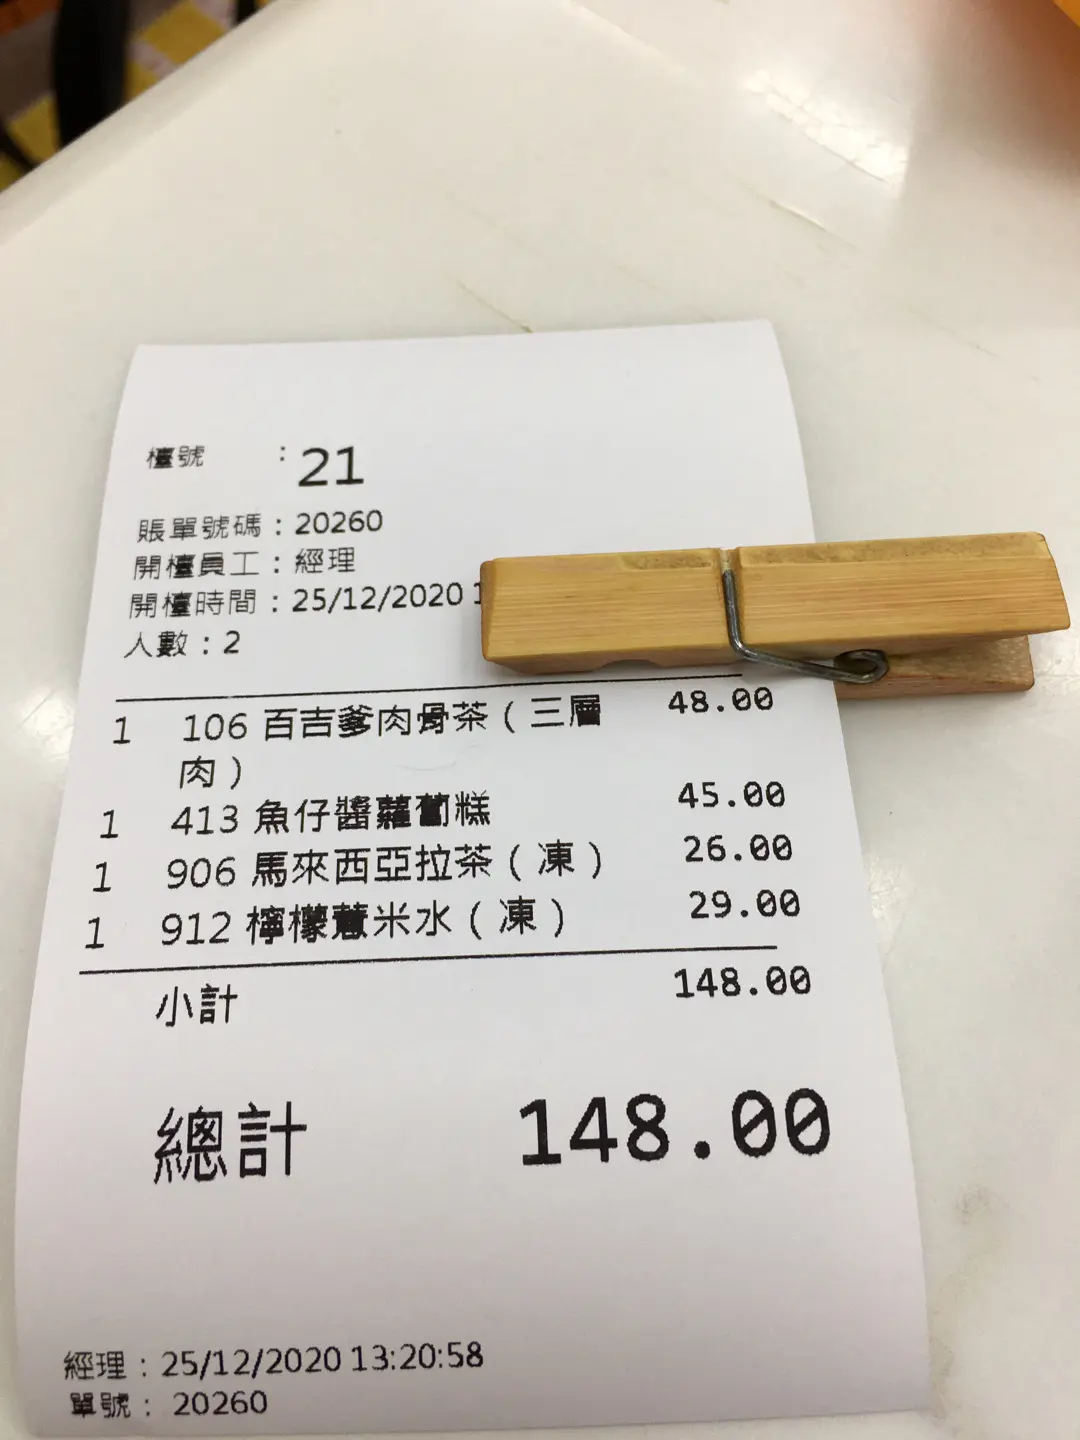 檯號 : 21
賬單號碼 : 20260
開檯員工 : 經理
開檯時間 : 25/12/2020 1
人數 : 2
1 106 百吉爹肉骨茶 ( 三層 48.00
肉 )
1 413 魚仔醬蘿蔔糕 45.00
1 906 馬來西亞拉茶 ( 凍 ) 26.00
1 912 檸檬薏米水 ( 凍 ) 29.00
小計 148.00
總計 148.00
經理 : 25/12/2020 13:20:58
單號 : 20260